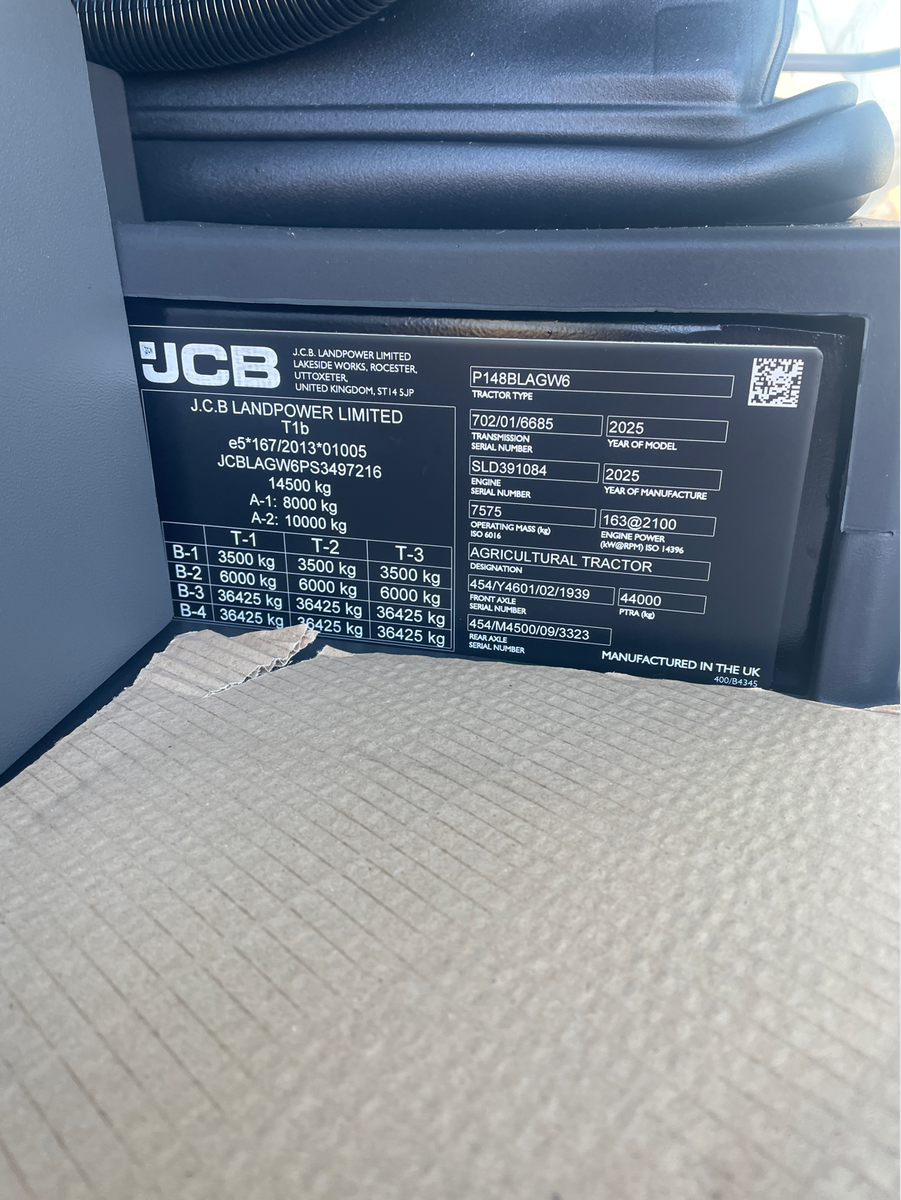 JCB
J.C.B. LANDPOWER LIMITED
LAKESIDE WORKS, ROCESTER,
UTTOXETER,
UNITED KINGDOM, ST14 5JP
J.C.B LANDPOWER LIMITED
T1b
e5*167/2013*01005
JCBLAGW6PS3497216
14500 kg
A-1: 8000 kg
A-2: 10000 kg
T-1 T-2 T-3
B-1 3500 kg 3500 kg 3500 kg
B-2 6000 kg 6000 kg 6000 kg
B-3 36425 kg 36425 kg 36425 kg
B-4 36425 kg 36425 kg 36425 kg
P148BLAGW6
TRACTOR TYPE
702/01/6685 2025
TRANSMISSION SERIAL NUMBER YEAR OF MODEL
SLD391084 2025
ENGINE SERIAL NUMBER YEAR OF MANUFACTURE
7575 163@2100
OPERATING MASS (kg) ISO 6016 ENGINE POWER (kW@RPM) ISO 14396
AGRICULTURAL TRACTOR
DESIGNATION
454/Y4601/02/1939 44000
FRONT AXLE SERIAL NUMBER PTRA (kg)
454/M4500/09/3323
REAR AXLE
SERIAL NUMBER
MANUFACTURED IN THE UK
400/B4345